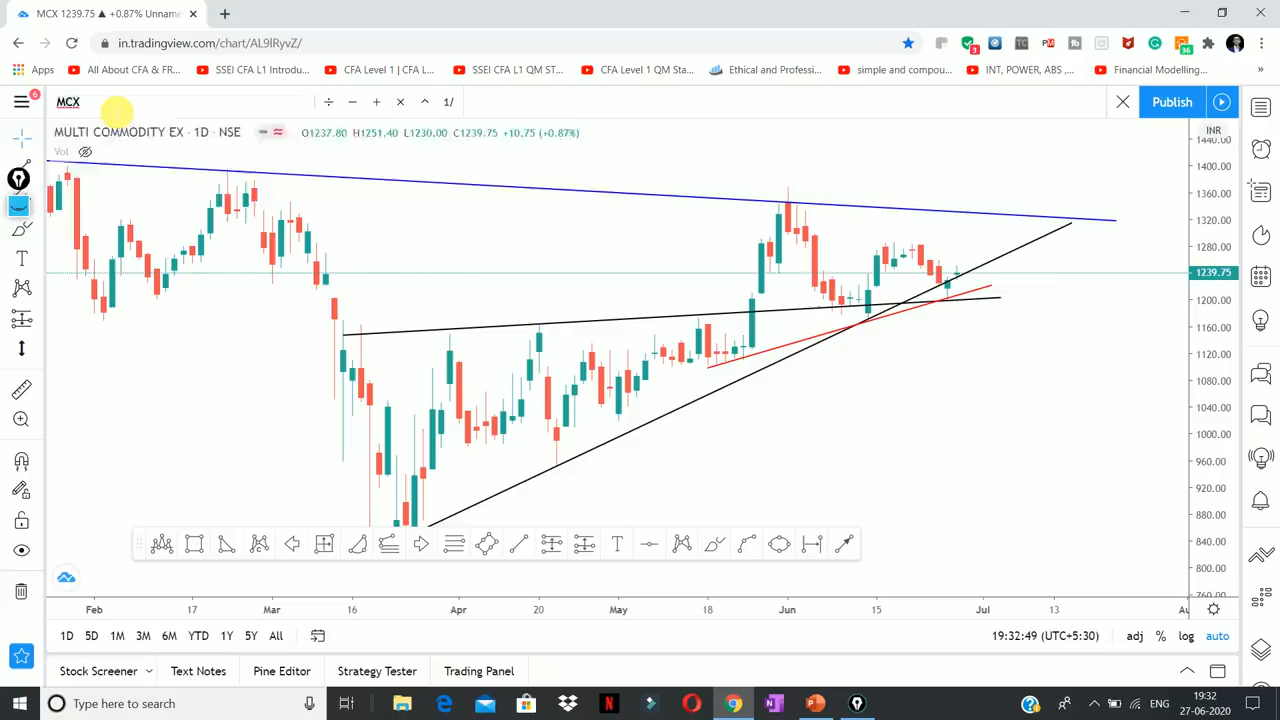 MCX 1239.75 ▲ +0.87% Unname
in.tradingview.com/chart/AL9lRyvZ/
Apps All About CFA & FR... SSEI CFA L1 Introdu... CFA Level 1 CFA L... SSEI CFA L1 QM ST... CFA Level 1 QM Sta... Ethical and Professi... simple and compou... INT, POWER, ABS ,... Financial Modelling... »
MCX ÷ − + × 1/ Publish
6
3
36
MULTI COMMODITY EX · 1D · NSE O1237.80 H1251.40 L1230.00 C1239.75 +10.75 (+0.87%)
Vol
INR
1440.00
1400.00
1360.00
1320.00
1280.00
1239.75
1200.00
1160.00
1120.00
1080.00
1040.00
1000.00
960.00
920.00
880.00
840.00
800.00
760.00
Feb 17 Mar 16 Apr 20 May 18 Jun 15 Jul 13 Au
1D 5D 1M 3M 6M YTD 1Y 5Y All 19:32:49 (UTC+5:30) adj % log auto
Stock Screener Text Notes Pine Editor Strategy Tester Trading Panel
Type here to search ENG 19:32
27-06-2020